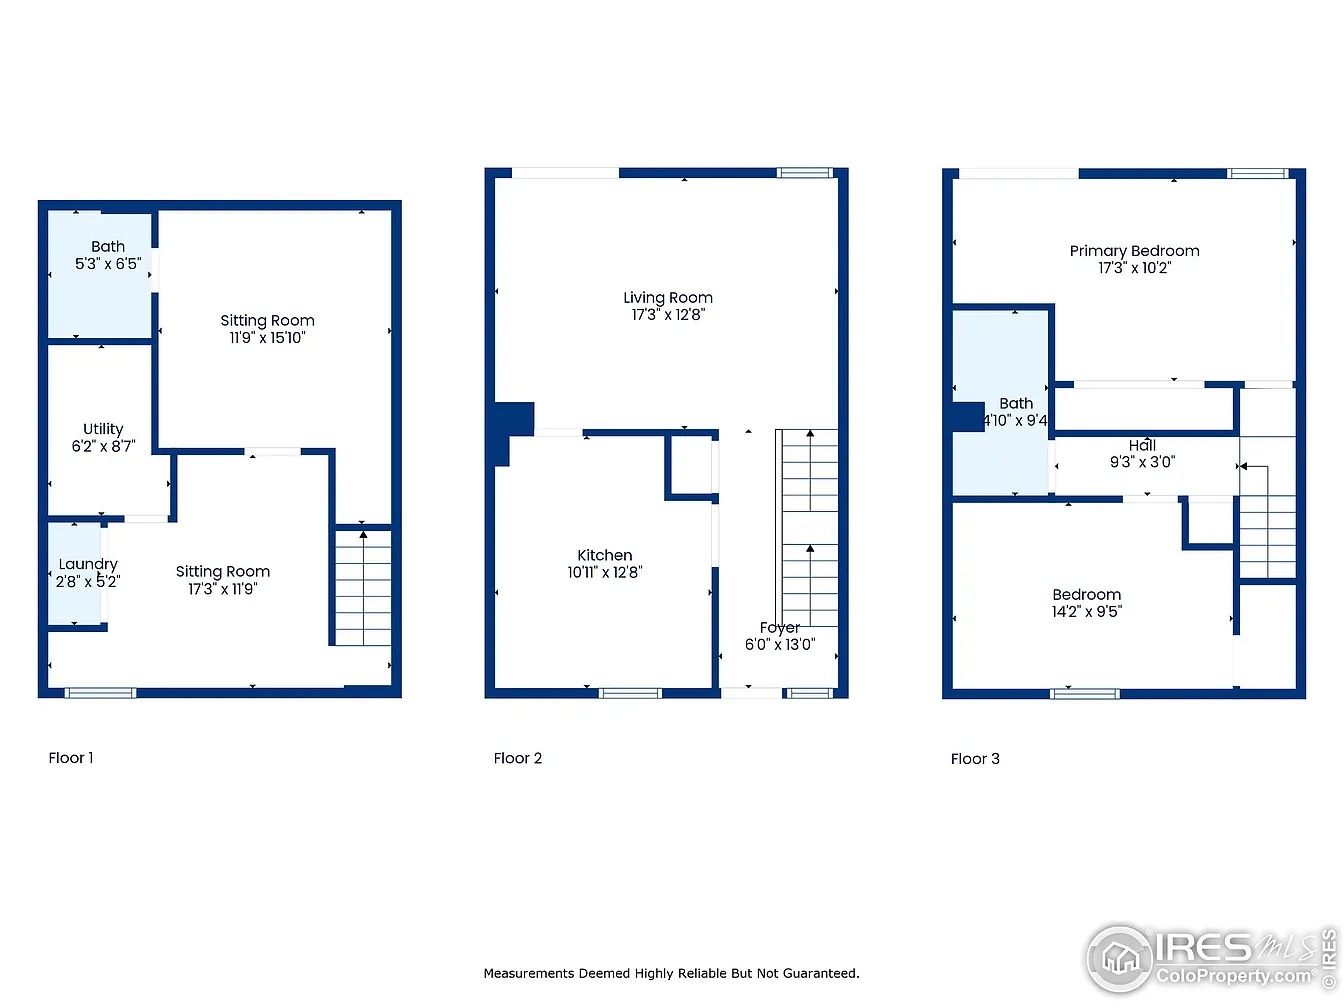 Bath
5'3" x 6'5"
Sitting Room
11'9" x 15'10"
Utility
6'2" x 8'7"
Laundry
2'8" x 5'2"
Sitting Room
17'3" x 11'9"
Floor 1
Living Room
17'3" x 12'8"
Kitchen
10'11" x 12'8"
Foyer
6'0" x 13'0"
Floor 2
Primary Bedroom
17'3" x 10'2"
Bath
4'10" x 9'4
Hall
9'3" x 3'0"
Bedroom
14'2" x 9'5"
Floor 3
Measurements Deemed Highly Reliable But Not Guaranteed.
IRES MLS
ColoProperty.com
© IRES